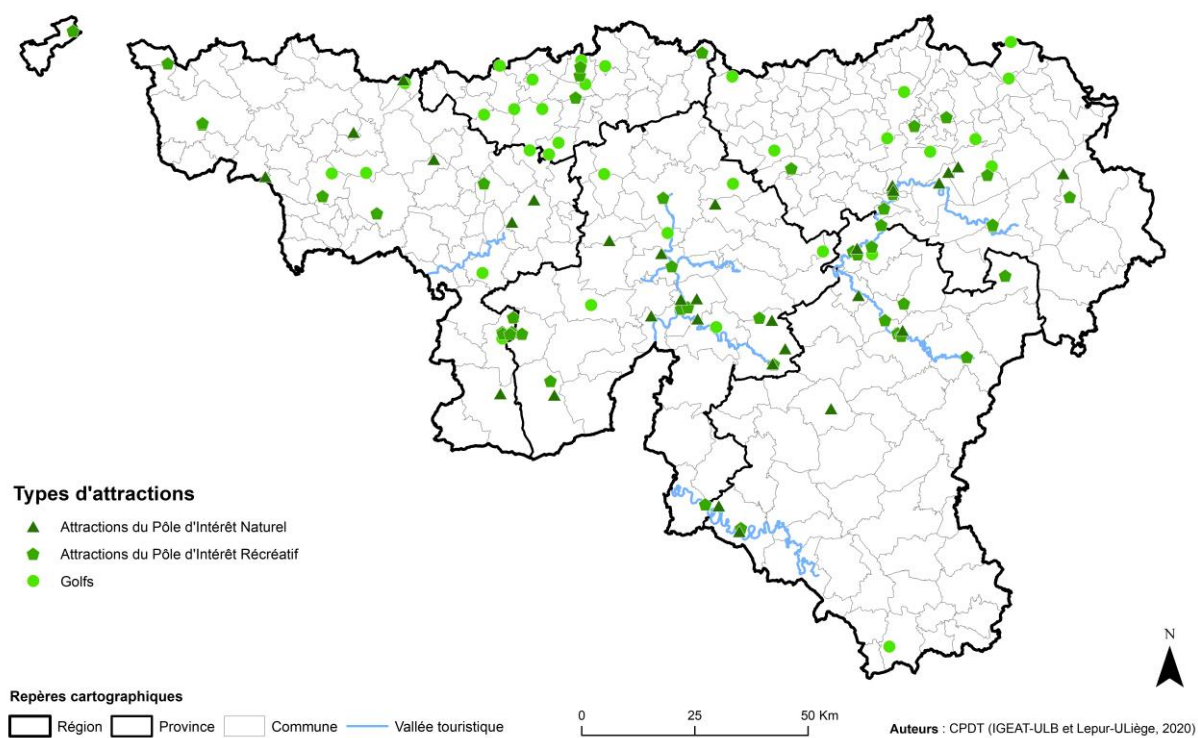 Types d'attractions
Attractions du Pôle d'Intérêt Naturel
Attractions du Pôle d'Intérêt Récréatif
Golfs
N
Repères cartographiques
Région
Province
Commune
Vallée touristique
0 25 50 Km
Auteurs : CPDT (IGEAT-ULB et Lepur-ULiège, 2020)